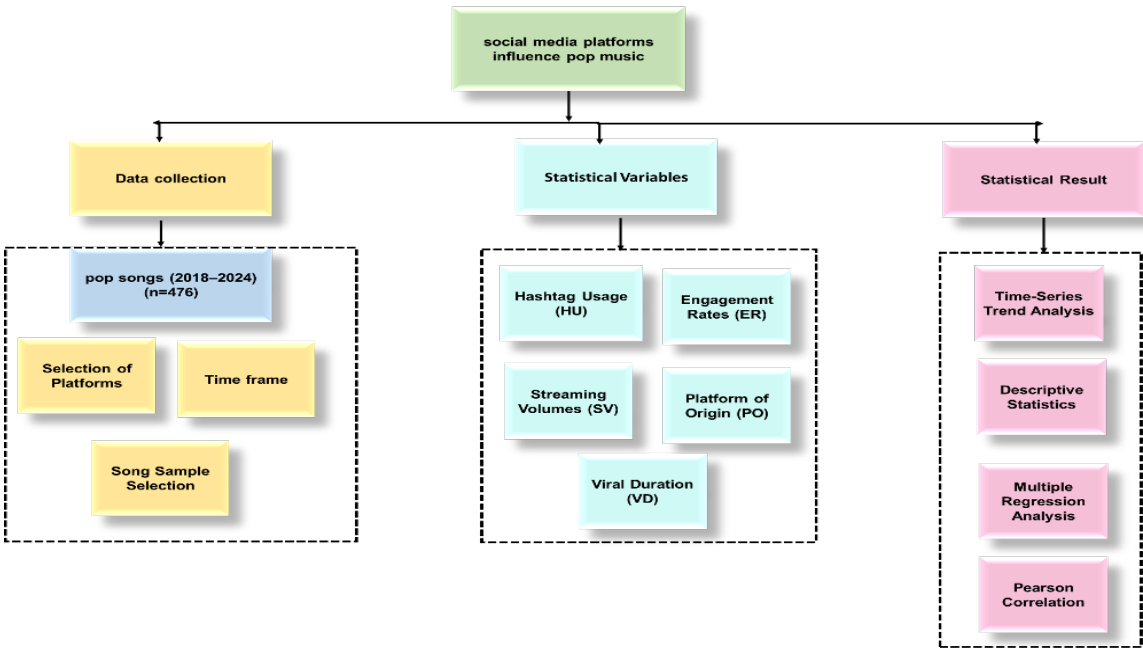 social media platforms
influence pop music
Data collection
Statistical Variables
Statistical Result
pop songs (2018–2024)
(n=476)
Selection of
Platforms
Time frame
Song Sample
Selection
Hashtag Usage
(HU)
Engagement
Rates (ER)
Streaming
Volumes (SV)
Platform of
Origin (PO)
Viral Duration
(VD)
Time-Series
Trend Analysis
Descriptive
Statistics
Multiple
Regression
Analysis
Pearson
Correlation